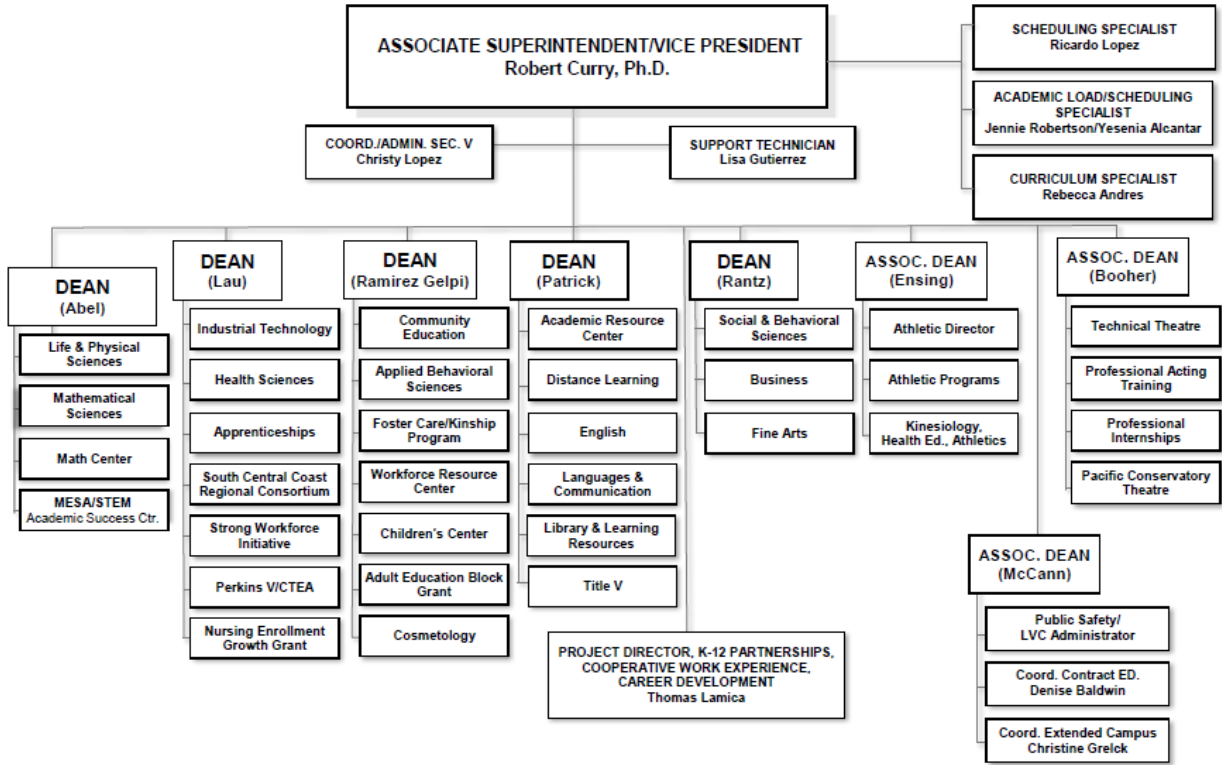 ASSOCIATE SUPERINTENDENT/VICE PRESIDENT
Robert Curry, Ph.D.
SCHEDULING SPECIALIST
Ricardo Lopez
ACADEMIC LOAD/SCHEDULING
SPECIALIST
Jennie Robertson/Yesenia Alcantar
CURRICULUM SPECIALIST
Rebecca Andres
COORD./ADMIN. SEC. V
Christy Lopez
SUPPORT TECHNICIAN
Lisa Gutierrez
DEAN
(Abel)
Life & Physical
Sciences
Mathematical
Sciences
Math Center
MESA/STEM
Academic Success Ctr.
DEAN
(Lau)
Industrial Technology
Health Sciences
Apprenticeships
South Central Coast
Regional Consortium
Strong Workforce
Initiative
Perkins V/CTEA
Nursing Enrollment
Growth Grant
DEAN
(Ramirez Gelpi)
Community
Education
Applied Behavioral
Sciences
Foster Care/Kinship
Program
Workforce Resource
Center
Children's Center
Adult Education Block
Grant
Cosmetology
DEAN
(Patrick)
Academic Resource
Center
Distance Learning
English
Languages &
Communication
Library & Learning
Resources
Title V
PROJECT DIRECTOR, K-12 PARTNERSHIPS,
COOPERATIVE WORK EXPERIENCE,
CAREER DEVELOPMENT
Thomas Lamica
DEAN
(Rantz)
Social & Behavioral
Sciences
Business
Fine Arts
ASSOC. DEAN
(Ensing)
Athletic Director
Athletic Programs
Kinesiology,
Health Ed., Athletics
ASSOC. DEAN
(McCann)
Public Safety/
LVC Administrator
Coord. Contract ED.
Denise Baldwin
Coord. Extended Campus
Christine Grelck
ASSOC. DEAN
(Booher)
Technical Theatre
Professional Acting
Training
Professional
Internships
Pacific Conservatory
Theatre